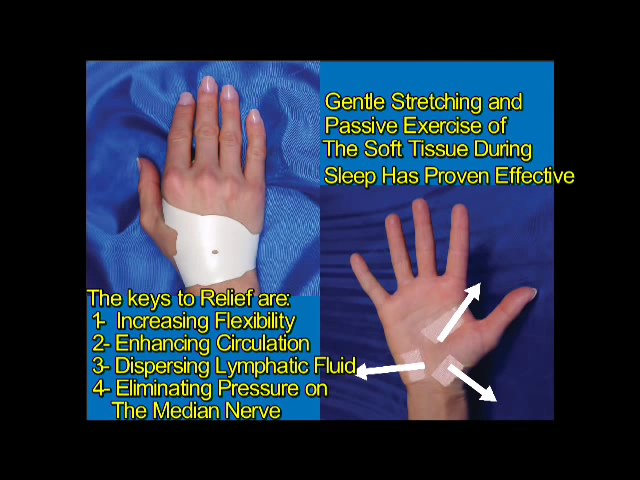 Gentle Stretching and
Passive Exercise of
The Soft Tissue During
Sleep Has Proven Effective
The keys to Relief are:
1- Increasing Flexibility
2- Enhancing Circulation
3- Dispersing Lymphatic Fluid
4- Eliminating Pressure on
The Median Nerve